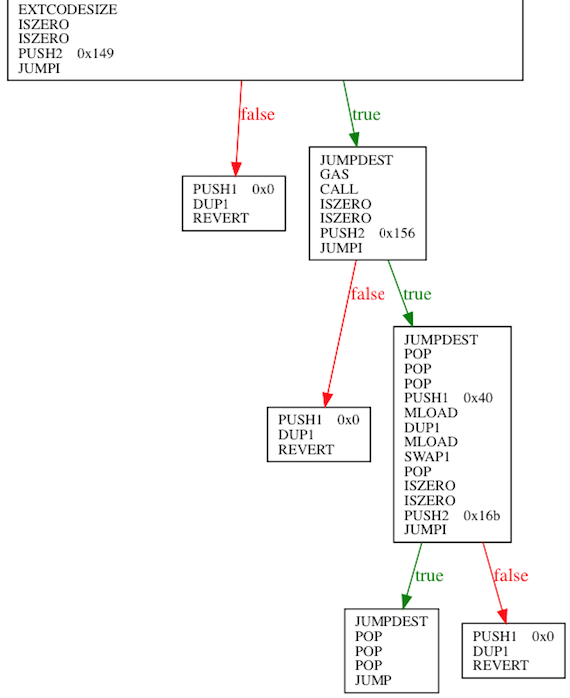 EXTCODESIZE
ISZERO
ISZERO
PUSH2 0x149
JUMPI
false
true
PUSH1 0x0
DUP1
REVERT
JUMPDEST
GAS
CALL
ISZERO
ISZERO
PUSH2 0x156
JUMPI
false
true
PUSH1 0x0
DUP1
REVERT
JUMPDEST
POP
POP
POP
PUSH1 0x40
MLOAD
DUP1
MLOAD
SWAP1
POP
ISZERO
ISZERO
PUSH2 0x16b
JUMPI
true
false
JUMPDEST
POP
POP
POP
JUMP
PUSH1 0x0
DUP1
REVERT